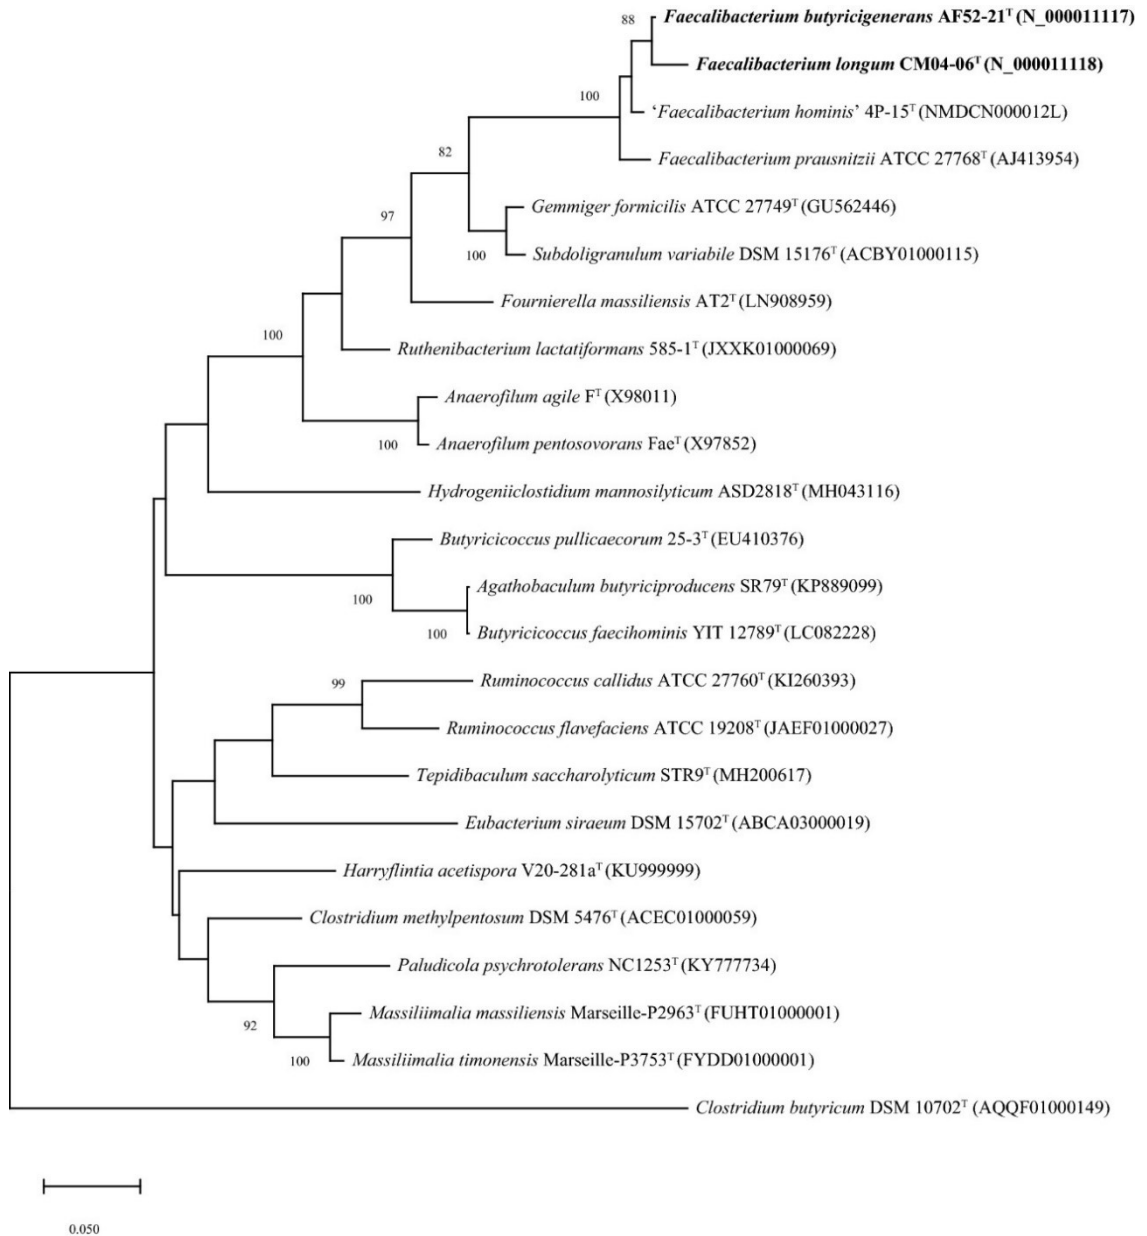 88
Faecalibacterium butyricigenerans AF52-21ᵀ (N_000011117)
Faecalibacterium longum CM04-06ᵀ (N_000011118)
100
‘Faecalibacterium hominis’ 4P-15ᵀ (NMDCN000012L)
82
Faecalibacterium prausnitzii ATCC 27768ᵀ (AJ413954)
97
Gemmiger formicilis ATCC 27749ᵀ (GU562446)
100
Subdoligranulum variabile DSM 15176ᵀ (ACBY01000115)
Fournierella massiliensis AT2ᵀ (LN908959)
100
Ruthenibacterium lactatiformans 585-1ᵀ (JXXK01000069)
Anaerofilum agile Fᵀ (X98011)
100
Anaerofilum pentosovorans Faeᵀ (X97852)
Hydrogeniiclostidium mannosilyticum ASD2818ᵀ (MH043116)
Butyricicoccus pullicaecorum 25-3ᵀ (EU410376)
Agathobaculum butyriciproducens SR79ᵀ (KP889099)
100
100
Butyricicoccus faecihominis YIT 12789ᵀ (LC082228)
99
Ruminococcus callidus ATCC 27760ᵀ (KI260393)
Ruminococcus flavefaciens ATCC 19208ᵀ (JAEF01000027)
Tepidibaculum saccharolyticum STR9ᵀ (MH200617)
Eubacterium siraeum DSM 15702ᵀ (ABCA03000019)
Harryflintia acetispora V20-281aᵀ (KU999999)
Clostridium methylpentosum DSM 5476ᵀ (ACEC01000059)
Paludicola psychrotolerans NC1253ᵀ (KY777734)
Massiliimalia massiliensis Marseille-P2963ᵀ (FUHT01000001)
92
100
Massiliimalia timonensis Marseille-P3753ᵀ (FYDD01000001)
Clostridium butyricum DSM 10702ᵀ (AQQF01000149)
0.050